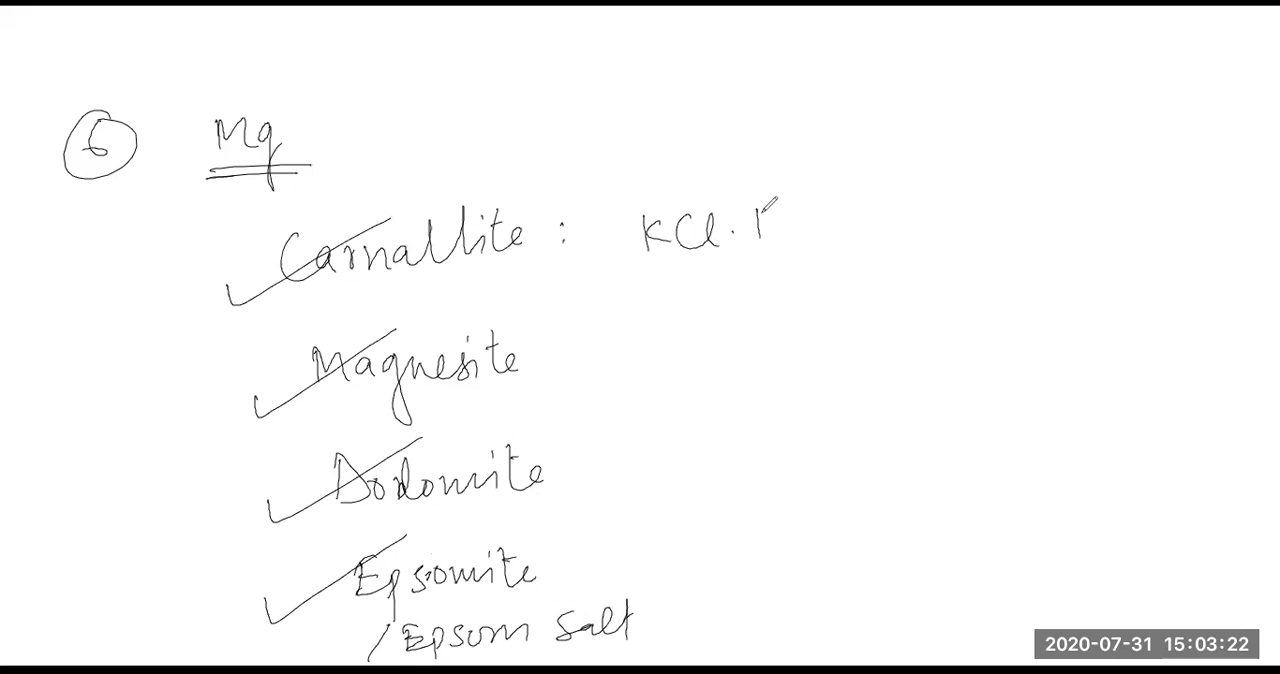 6 Mg
Carnallite : KCl.
Magnesite
Dolomite
Epsomite
/ Epsom Salt
2020-07-31 15:03:22